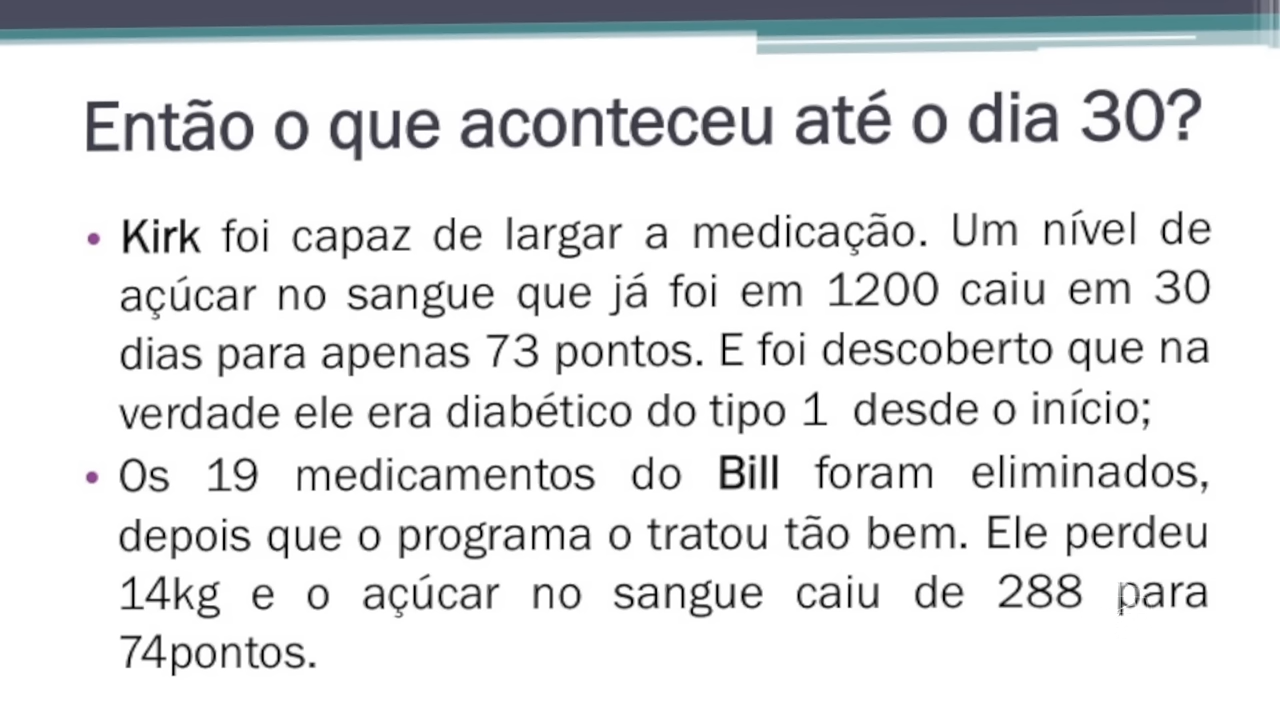 Então o que aconteceu até o dia 30?
• Kirk foi capaz de largar a medicação. Um nível de
açúcar no sangue que já foi em 1200 caiu em 30
dias para apenas 73 pontos. E foi descoberto que na
verdade ele era diabético do tipo 1 desde o início;
• Os 19 medicamentos do Bill foram eliminados,
depois que o programa o tratou tão bem. Ele perdeu
14kg e o açúcar no sangue caiu de 288 para
74pontos.